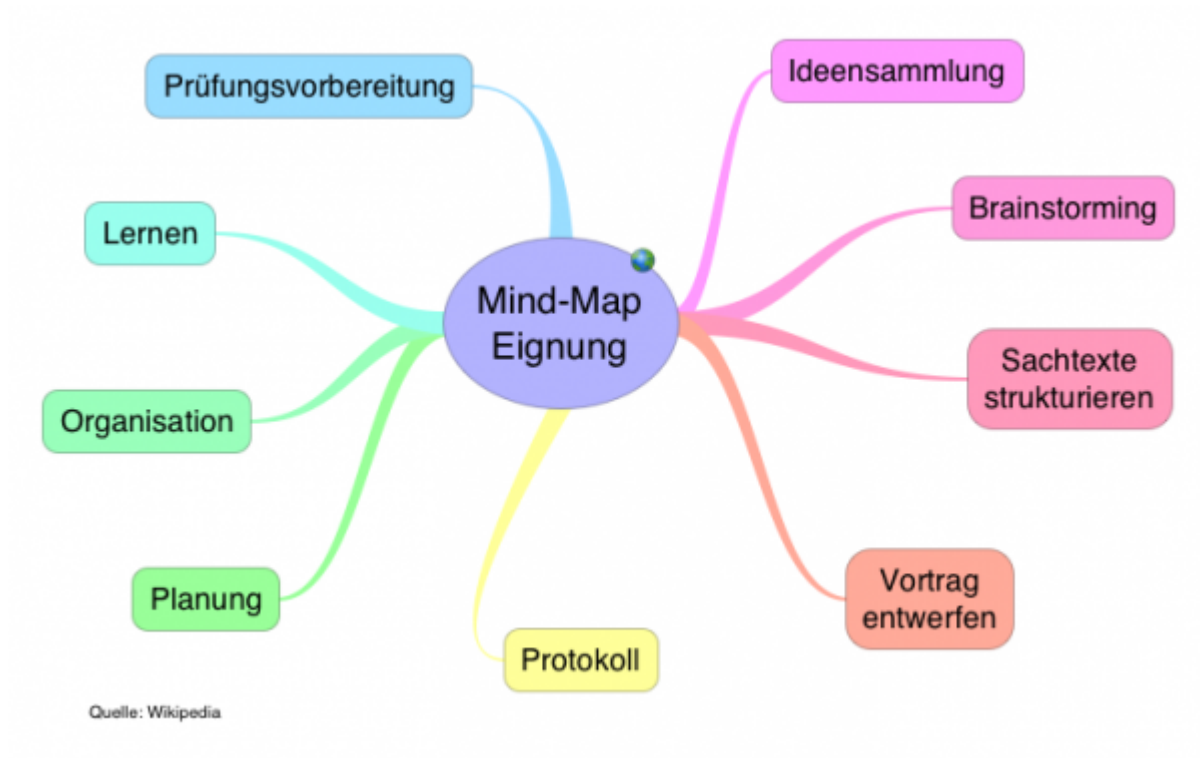 Prüfungsvorbereitung
Ideensammlung
Brainstorming
Lernen
Mind-Map
Eignung
Sachtexte
strukturieren
Organisation
Planung
Vortrag
entwerfen
Protokoll
Quelle: Wikipedia